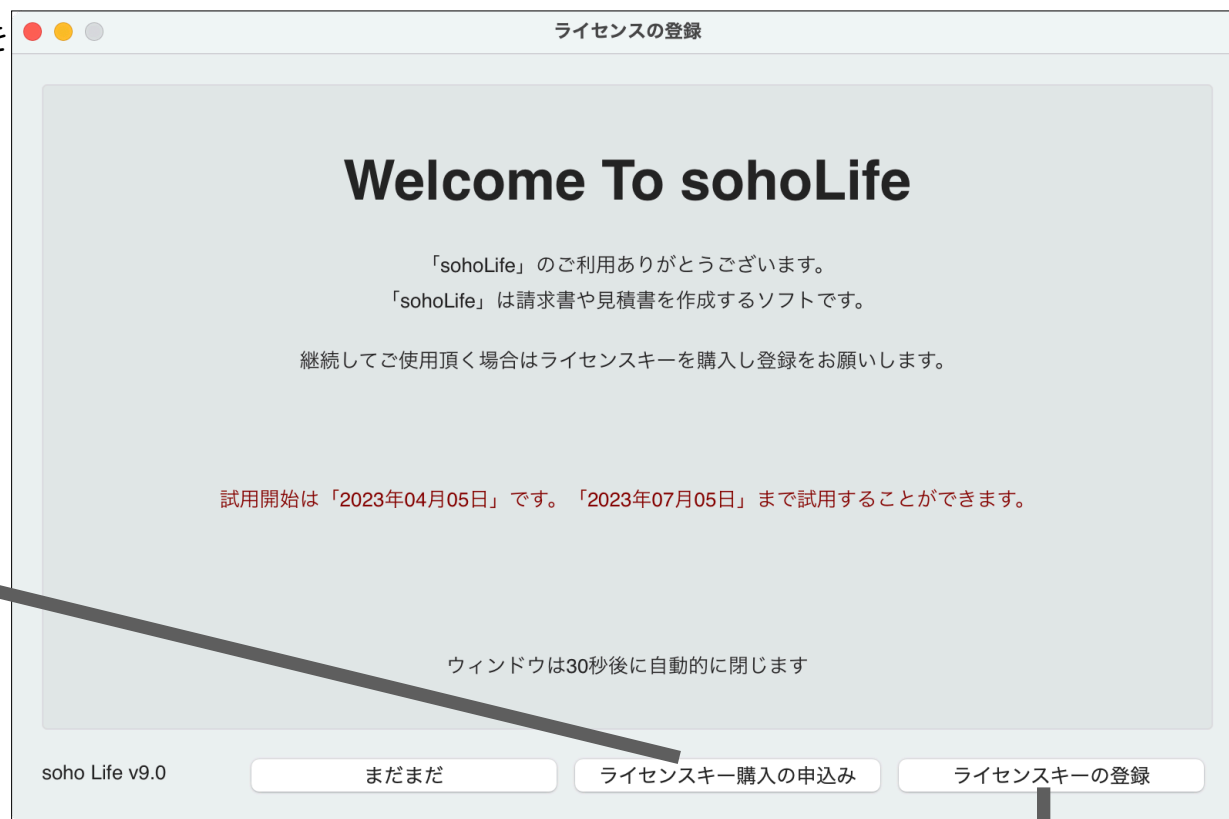 ライセンスの登録
Welcome To sohoLife
「sohoLife」のご利用ありがとうございます。
「sohoLife」は請求書や見積書を作成するソフトです。
継続してご使用頂く場合はライセンスキーを購入し登録をお願いします。
試用開始は「2023年04月05日」です。「2023年07月05日」まで試用することができます。
ウィンドウは30秒後に自動的に閉じます
soho Life v9.0
まだまだ
ライセンスキー購入の申込み
ライセンスキーの登録